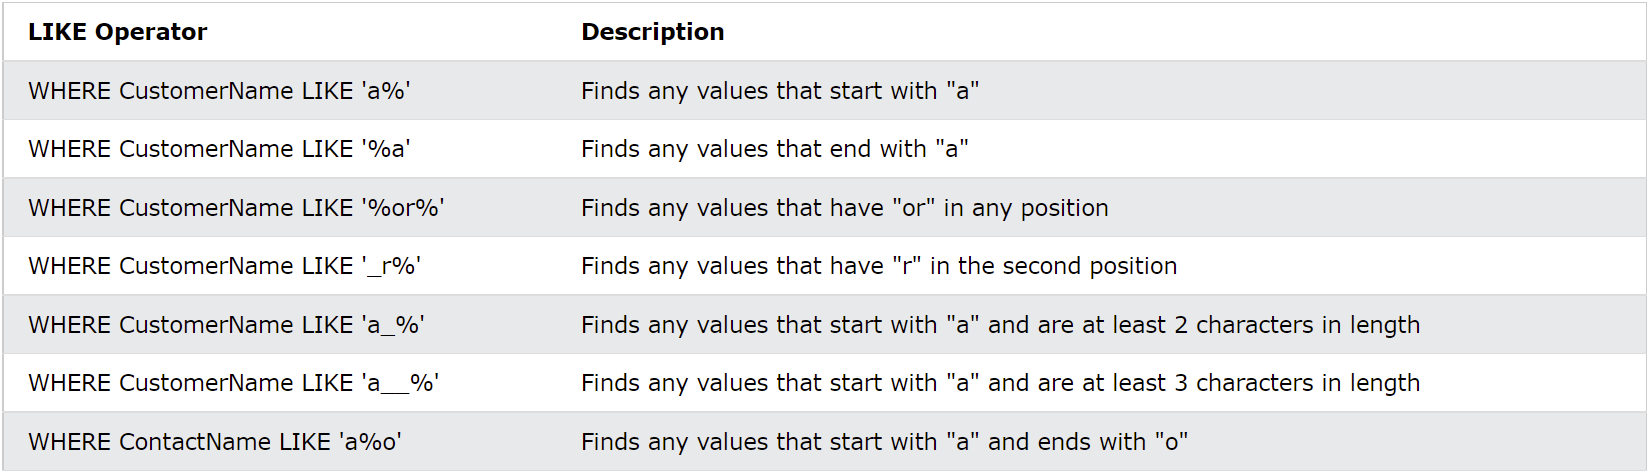 LIKE Operator Description
WHERE CustomerName LIKE 'a%' Finds any values that start with "a"
WHERE CustomerName LIKE '%a' Finds any values that end with "a"
WHERE CustomerName LIKE '%or%' Finds any values that have "or" in any position
WHERE CustomerName LIKE '_r%' Finds any values that have "r" in the second position
WHERE CustomerName LIKE 'a_%' Finds any values that start with "a" and are at least 2 characters in length
WHERE CustomerName LIKE 'a__%' Finds any values that start with "a" and are at least 3 characters in length
WHERE ContactName LIKE 'a%o' Finds any values that start with "a" and ends with "o"